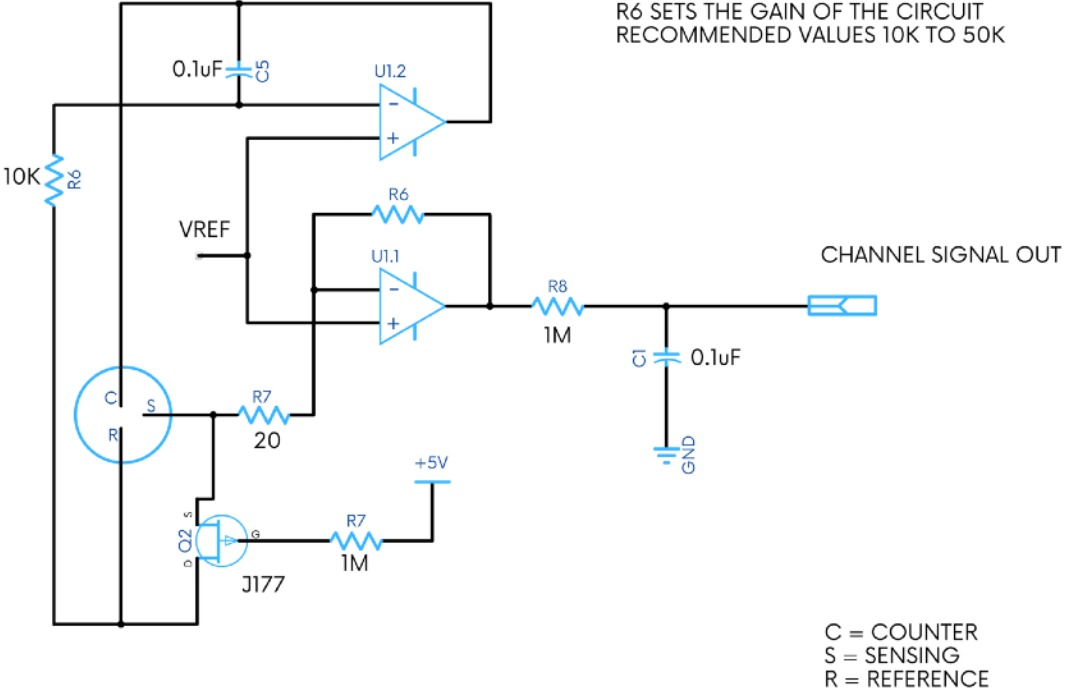 R6 SETS THE GAIN OF THE CIRCUIT
RECOMMENDED VALUES 10K TO 50K
0.1uF
C5
U1.2
-
+
10K
R6
R6
VREF
U1.1
-
+
CHANNEL SIGNAL OUT
R8
1M
C1
0.1uF
GND
C
S
R
R7
20
+5V
S
Q2
G
D
R7
1M
J177
C = COUNTER
S = SENSING
R = REFERENCE